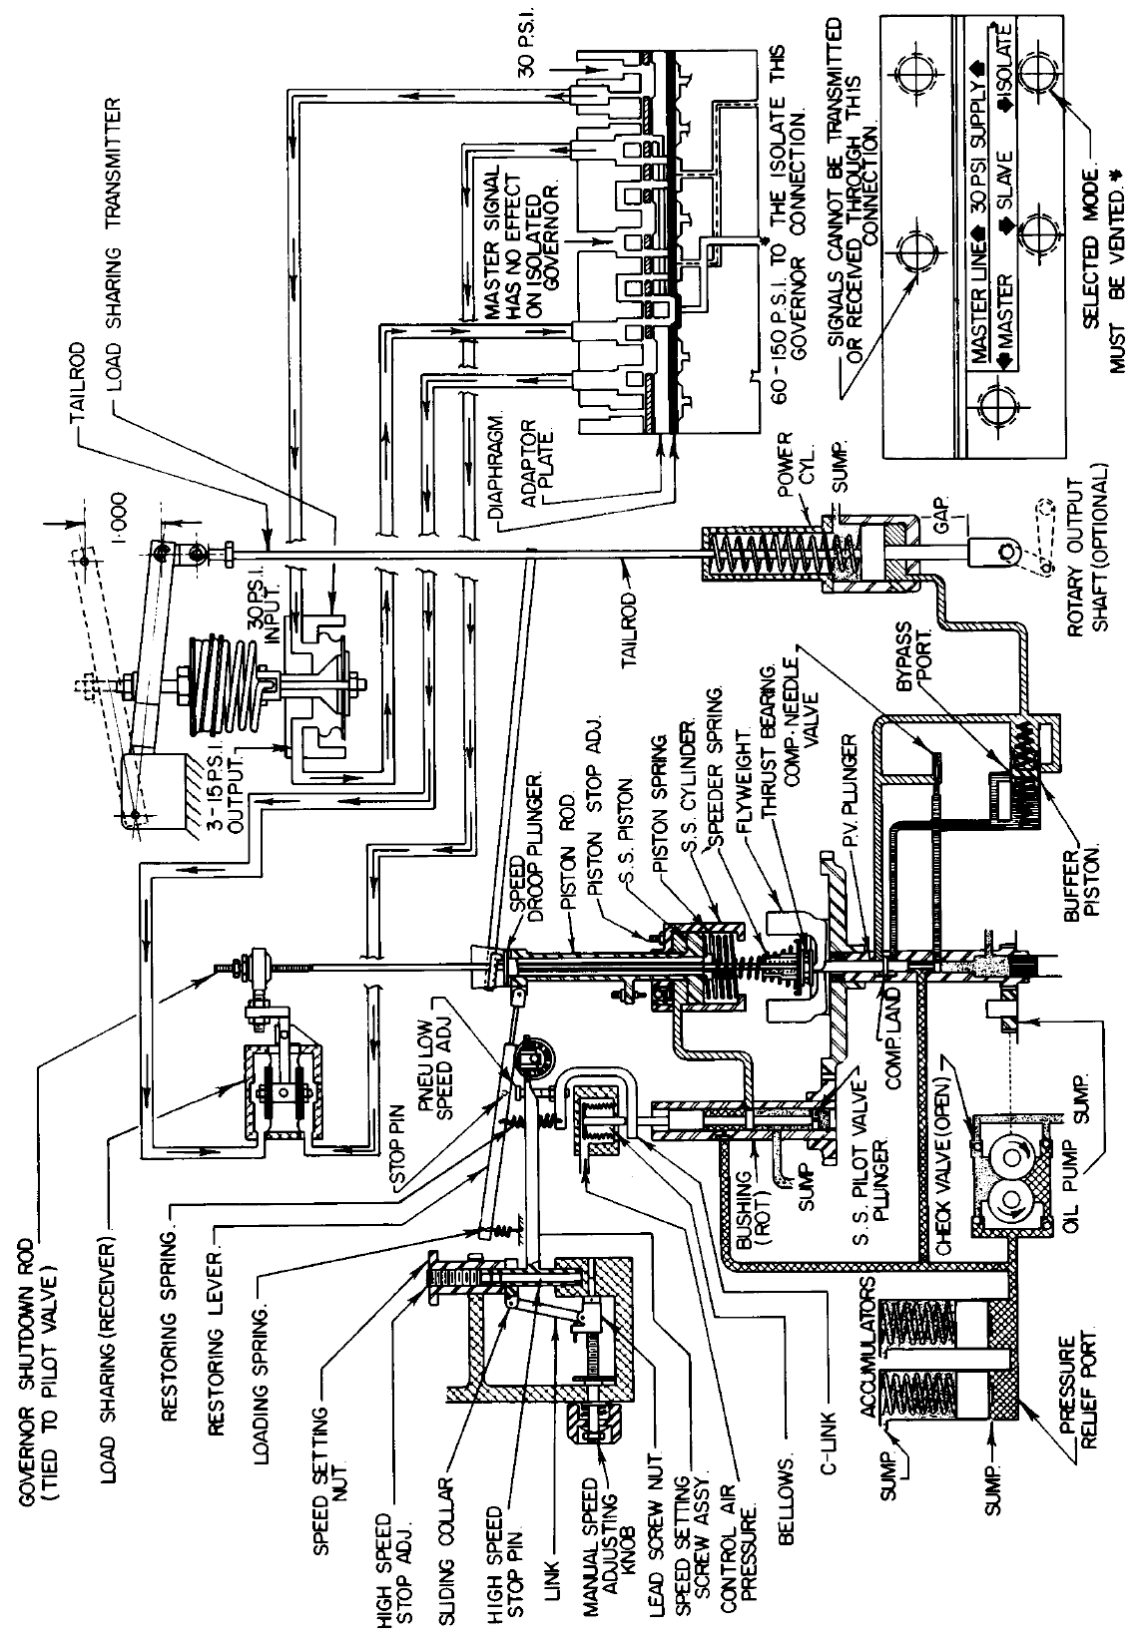 GOVERNOR SHUTDOWN ROD
(TIED TO PILOT VALVE)
LOAD SHARING (RECEIVER)
RESTORING SPRING.
RESTORING LEVER.
LOADING SPRING.
SPEED SETTING
NUT.
HIGH SPEED
STOP ADJ.
SLIDING COLLAR
HIGH SPEED
STOP PIN.
LINK
MANUAL SPEED
ADJUSTING
KNOB
LEAD SCREW NUT.
SPEED SETTING
SCREW ASSY.
CONTROL AIR
PRESSURE.
BELLOWS.
C-LINK
STOP PIN
PNEU LOW
SPEED ADJ.
TAILROD
LOAD SHARING TRANSMITTER
1.000
3-15 P.S.I.
OUTPUT.
30 P.S.I.
INPUT.
SPEED
DROOP PLUNGER.
PISTON ROD.
PISTON STOP ADJ.
S.S. PISTON
PISTON SPRING.
S.S. CYLINDER.
SPEEDER SPRING.
FLYWEIGHT.
THRUST BEARING.
COMP. NEEDLE
VALVE
P.V. PLUNGER
TAILROD
BUSHING
(ROT)
SUMP
S.S. PILOT VALVE
PLUNGER.
COMP. LAND
CHECK VALVE (OPEN)
OIL PUMP
SUMP.
ACCUMULATORS
SUMP.
SUMP.
PRESSURE
RELIEF PORT.
BYPASS
PORT.
BUFFER
PISTON.
POWER
CYL.
SUMP.
GAP.
ROTARY OUTPUT
SHAFT (OPTIONAL)
30 P.S.I.
MASTER SIGNAL
HAS NO EFFECT
ON ISOLATED
GOVERNOR.
DIAPHRAGM.
ADAPTOR
PLATE.
*
60-150 P.S.I. TO THE ISOLATE THIS
GOVERNOR CONNECTION.
SIGNALS CANNOT BE TRANSMITTED
OR RECEIVED THROUGH THIS
CONNECTION.
MASTER LINE 30 PSI SUPPLY
MASTER SLAVE ISOLATE
SELECTED MODE.
MUST BE VENTED.*